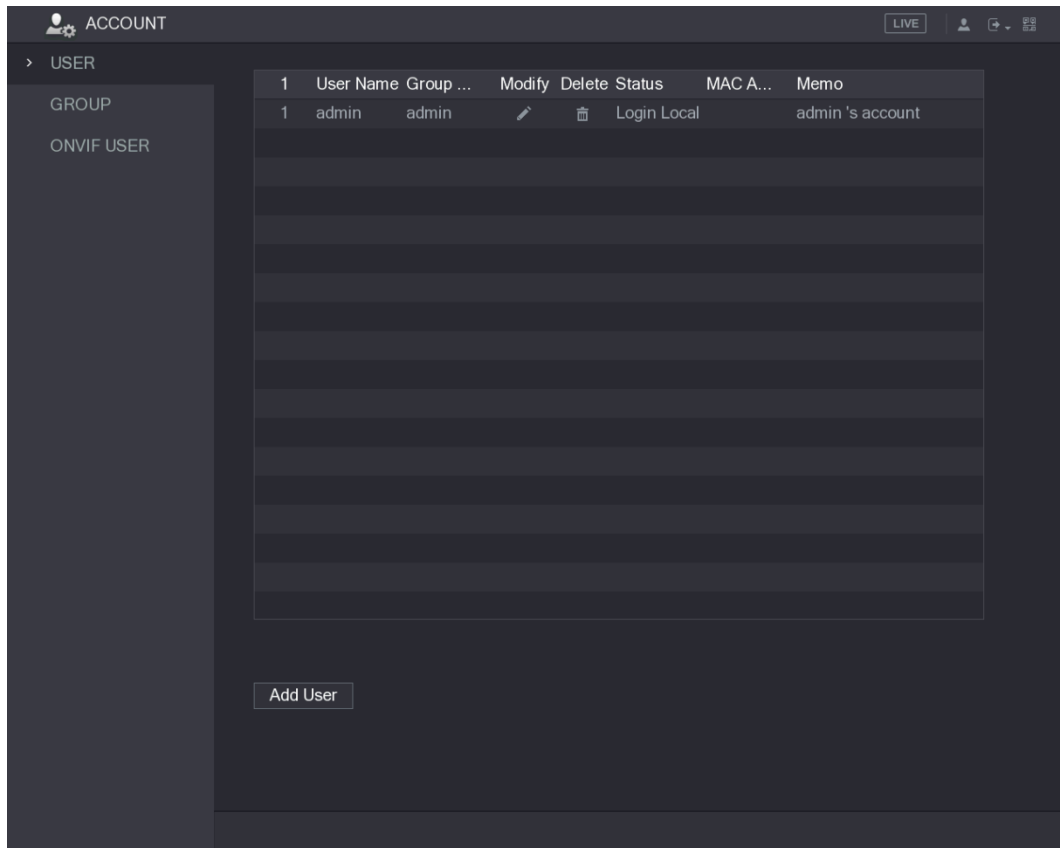 ACCOUNT
LIVE
USER
GROUP
ONVIF USER
1 User Name Group ... Modify Delete Status MAC A... Memo
1 admin admin Login Local admin 's account
Add User